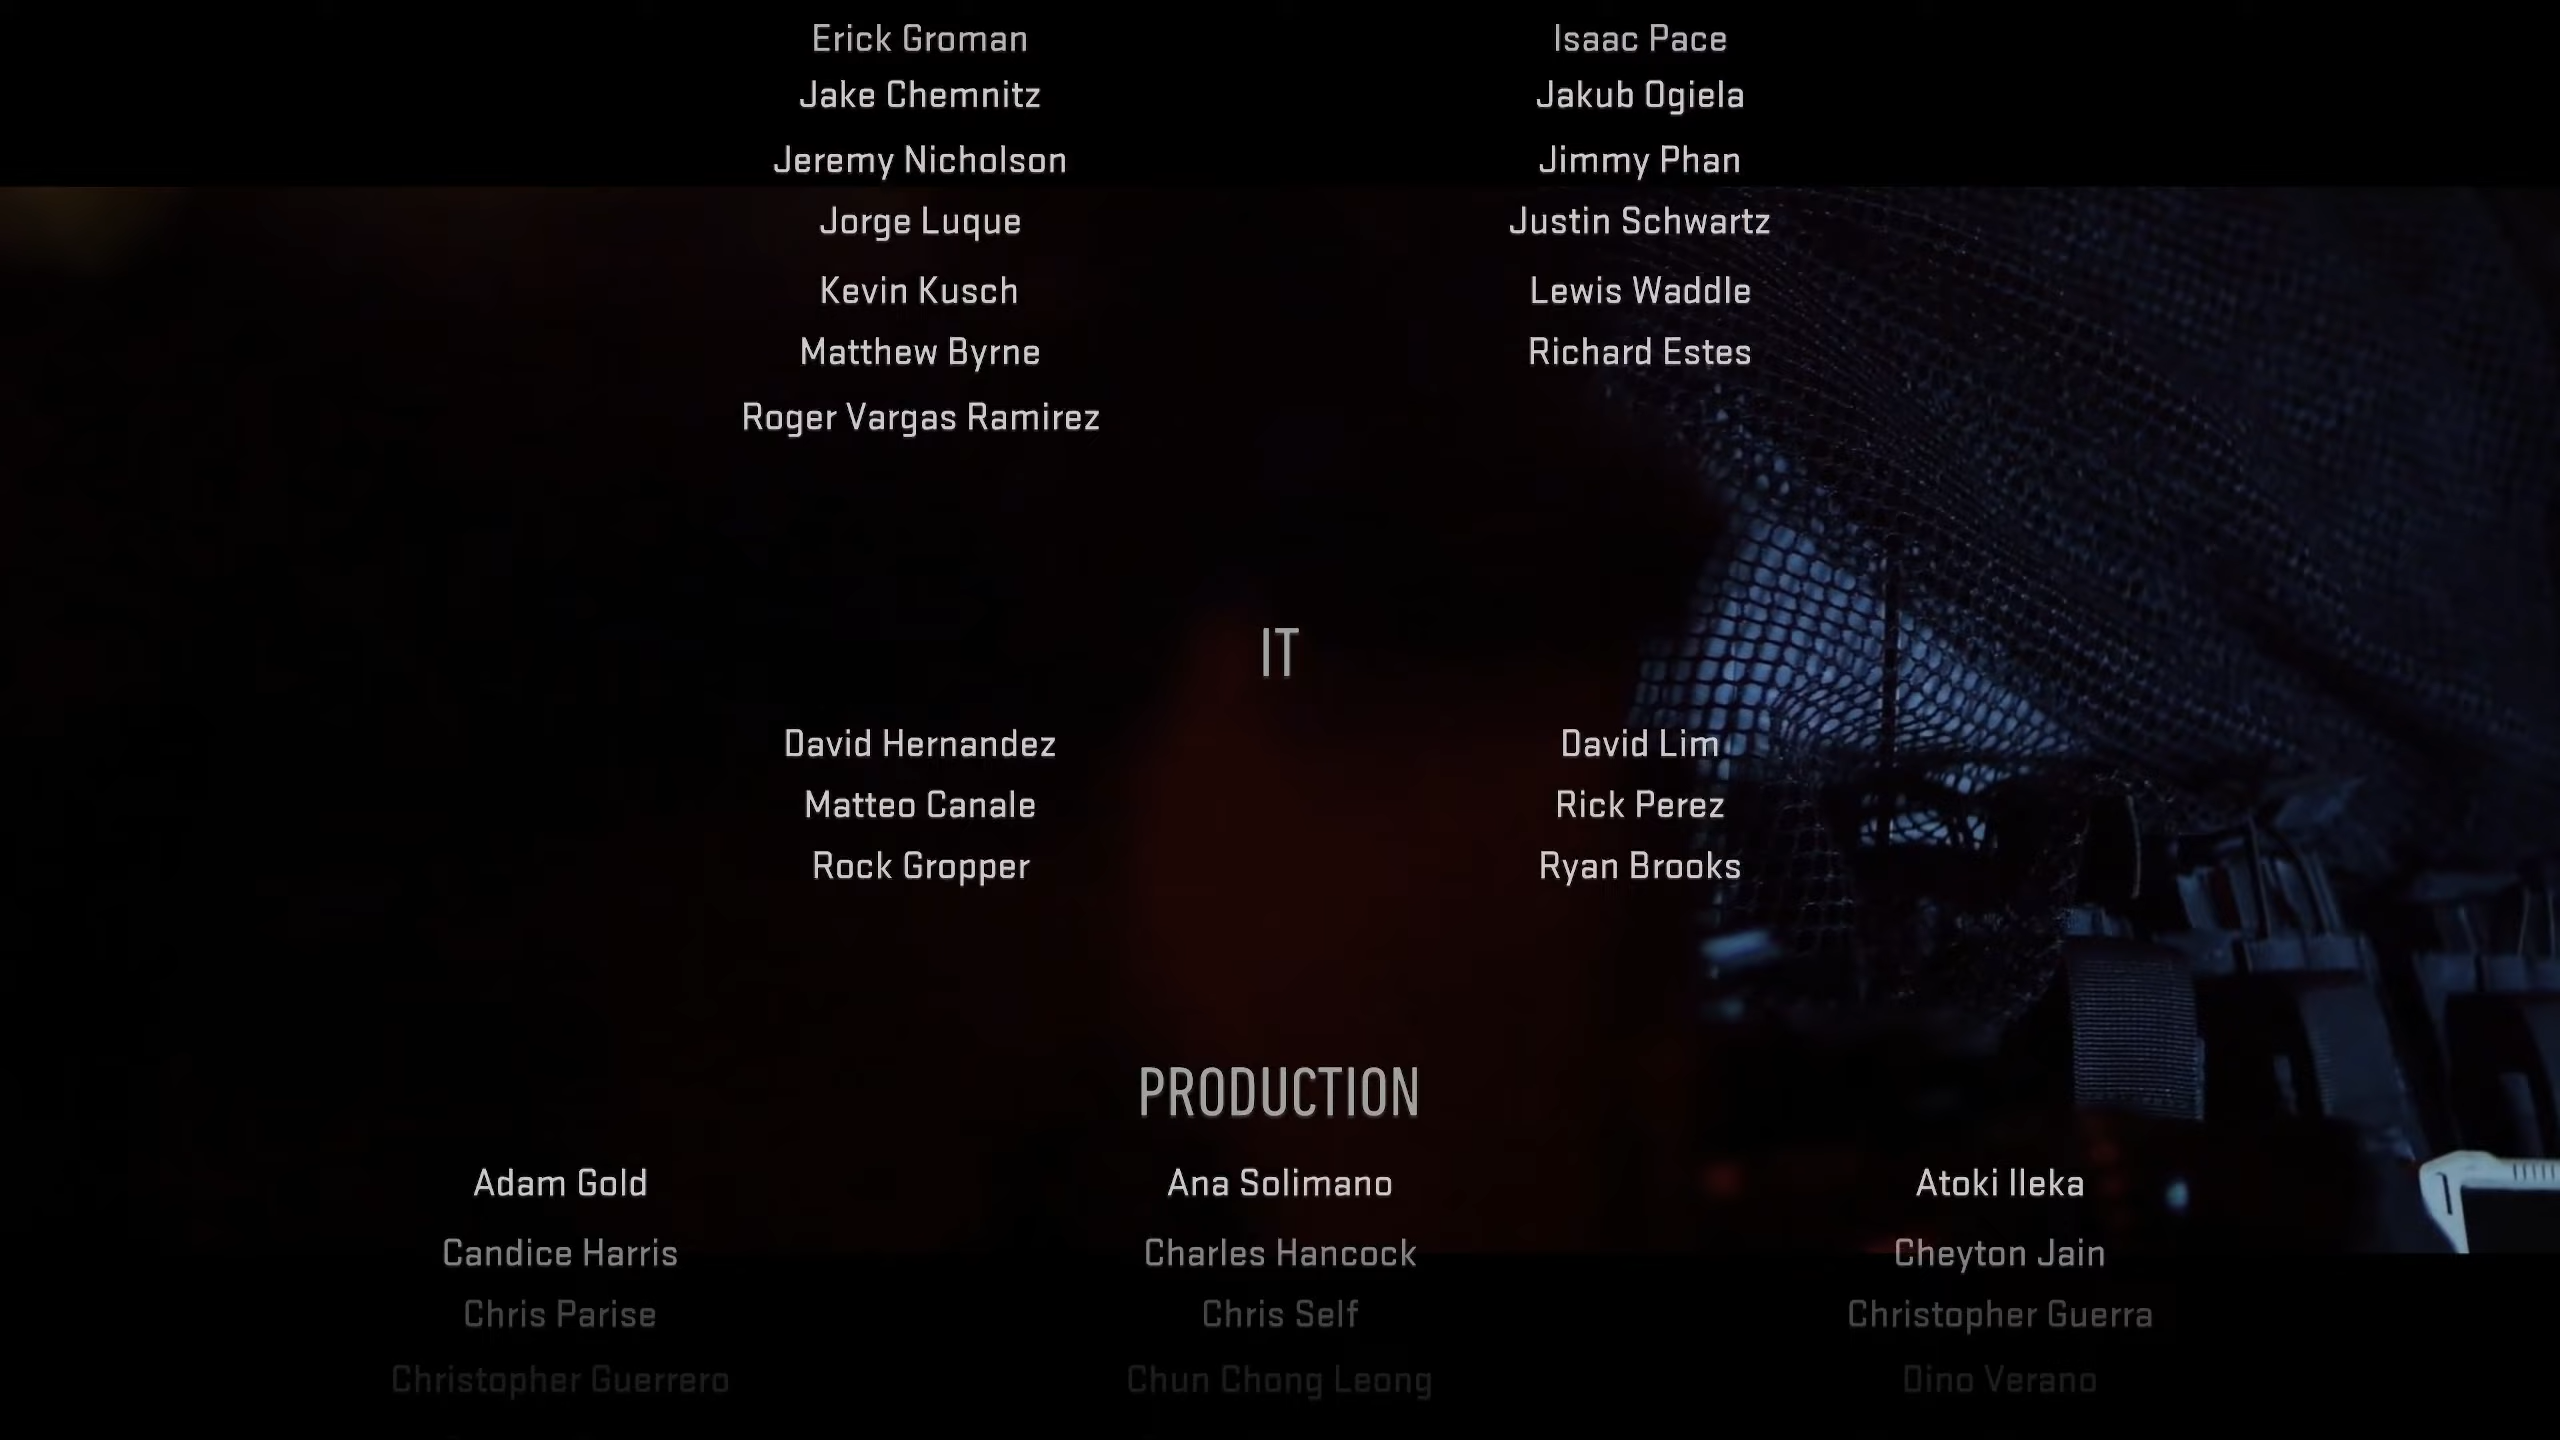 Erick Groman Isaac Pace
Jake Chemnitz Jakub Ogiela
Jeremy Nicholson Jimmy Phan
Jorge Luque Justin Schwartz
Kevin Kusch Lewis Waddle
Matthew Byrne Richard Estes
Roger Vargas Ramirez
IT
David Hernandez David Lim
Matteo Canale Rick Perez
Rock Gropper Ryan Brooks
PRODUCTION
Adam Gold Ana Solimano Atoki Ileka
Candice Harris Charles Hancock Cheyton Jain
Chris Parise Chris Self Christopher Guerra
Christopher Guerrero Chun Chong Leong Dino Verano